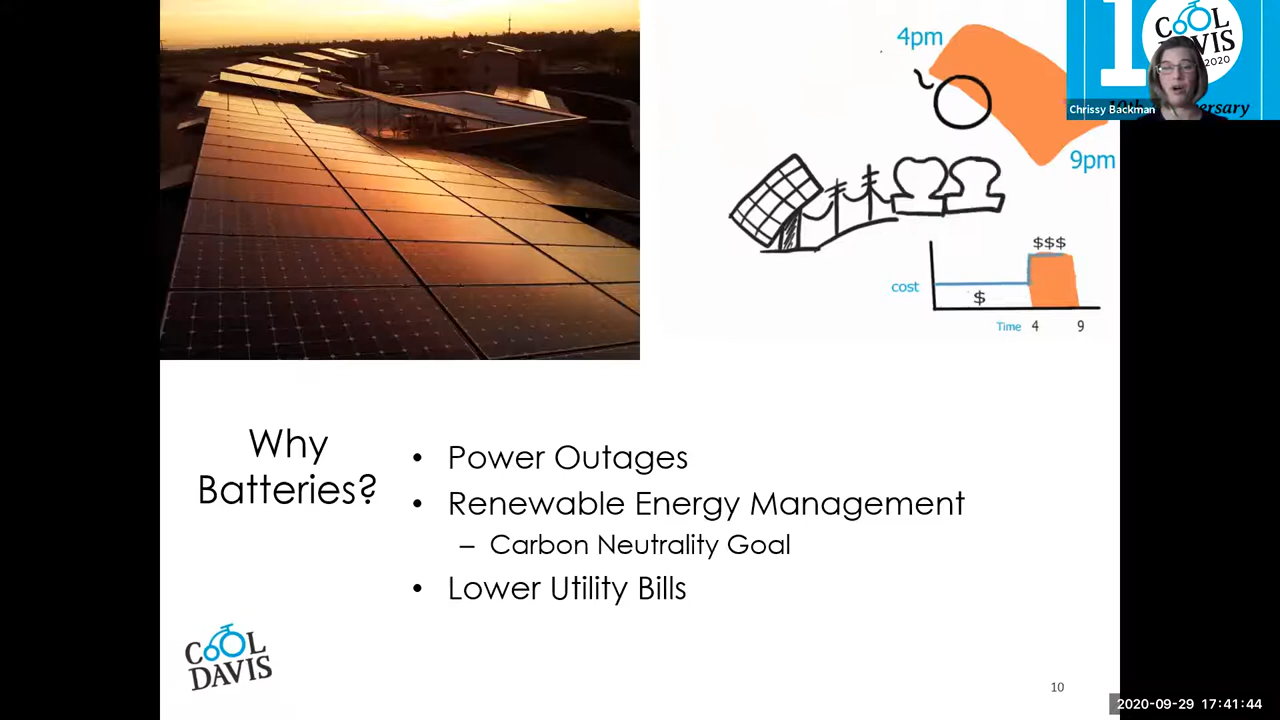 4pm
9pm
COOL
DAVIS
2020
Chrissy Backman
$$$
cost
$
Time 4 9
Why
Batteries?
• Power Outages
• Renewable Energy Management
– Carbon Neutrality Goal
• Lower Utility Bills
COOL
DAVIS
10
2020-09-29 17:41:44